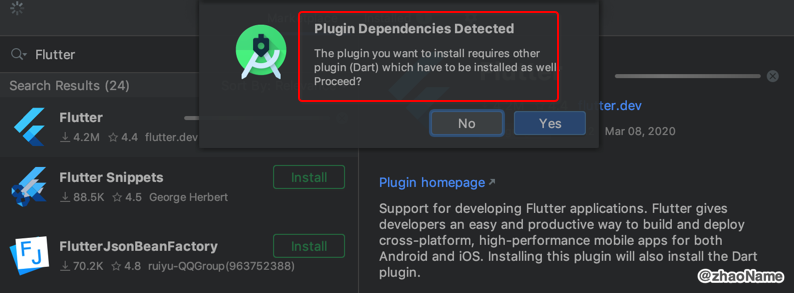 Plugin Dependencies Detected
The plugin you want to install requires other
plugin (Dart) which have to be installed as well
Proceed?
No
Yes
Flutter
Search Results (24)
Flutter
4.2M 4.4 flutter.dev
Flutter Snippets
Install
88.5K 4.5 George Herbert
FlutterJsonBeanFactory
Install
70.2K 4.8 ruiyu-QQGroup(963752388)
FJ
tter.dev
Mar 08, 2020
Plugin homepage
Support for developing Flutter applications. Flutter gives
developers an easy and productive way to build and deploy
cross-platform, high-performance mobile apps for both
Android and iOS. Installing this plugin will also install the Dart
plugin.
@zhaoName